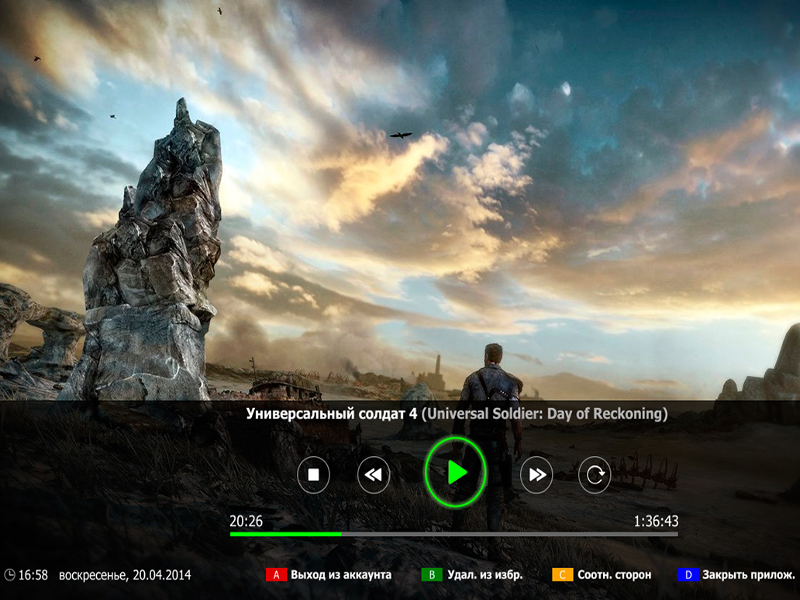 Универсальный солдат 4 (Universal Soldier: Day of Reckoning)
20:26 1:36:43
16:58 воскресенье, 20.04.2014 A Выход из аккаунта B Удал. из избр. C Соотн. сторон D Закрыть прилож.